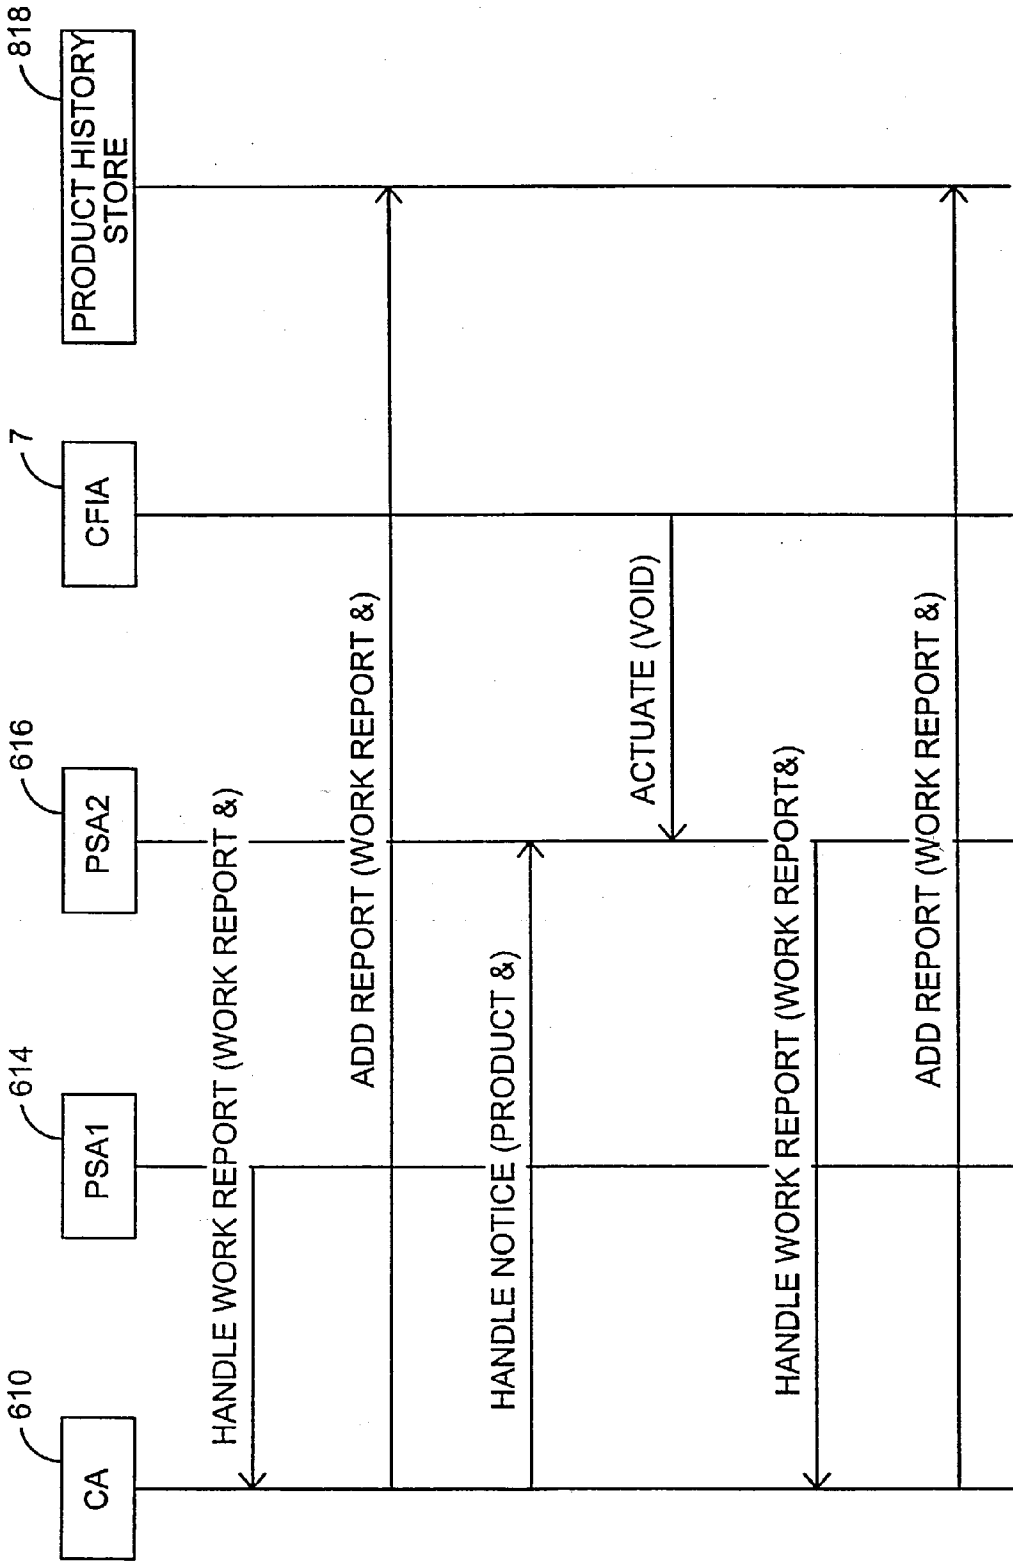 610
614
616
7
818
CA
PSA1
PSA2
CFIA
PRODUCT HISTORY
STORE
HANDLE WORK REPORT (WORK REPORT &)
ADD REPORT (WORK REPORT &)
HANDLE NOTICE (PRODUCT &)
ACTUATE (VOID)
HANDLE WORK REPORT (WORK REPORT&)
ADD REPORT (WORK REPORT &)